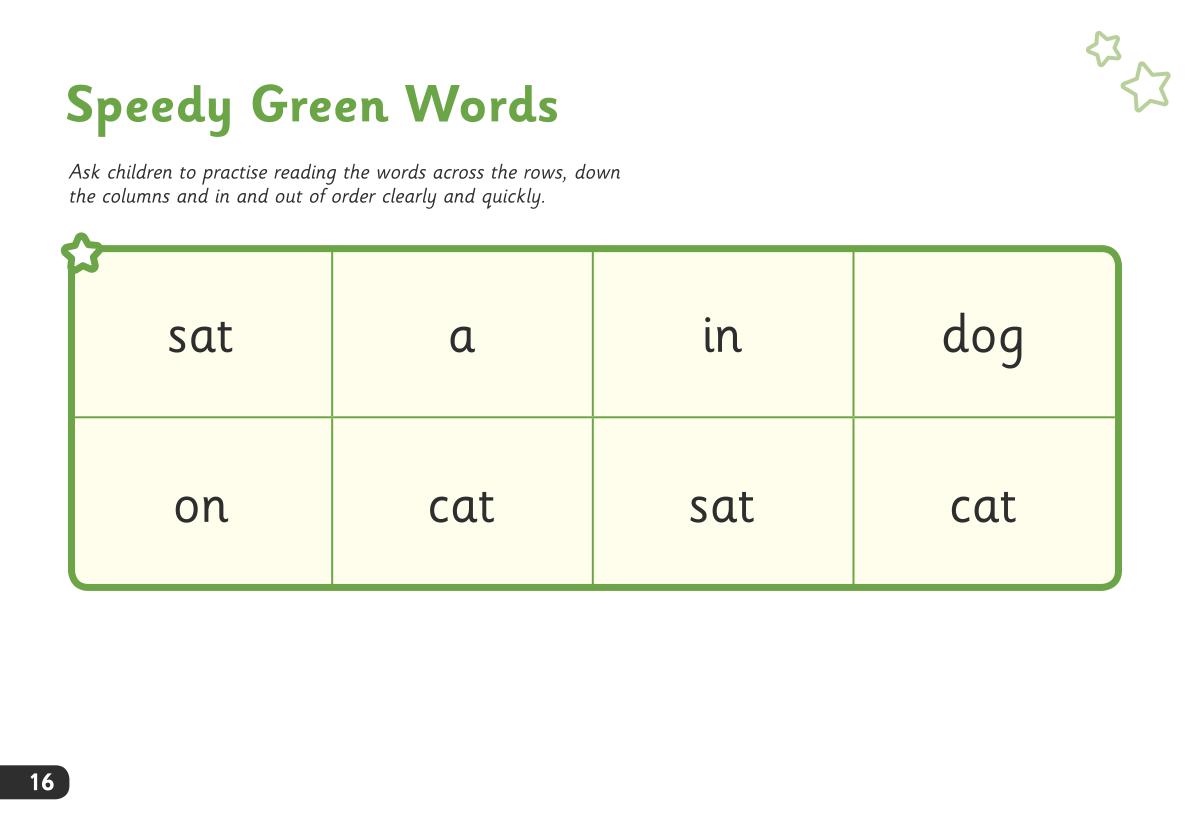 Speedy Green Words
Ask children to practise reading the words across the rows, down
the columns and in and out of order clearly and quickly.
sat a in dog
on cat sat cat
16